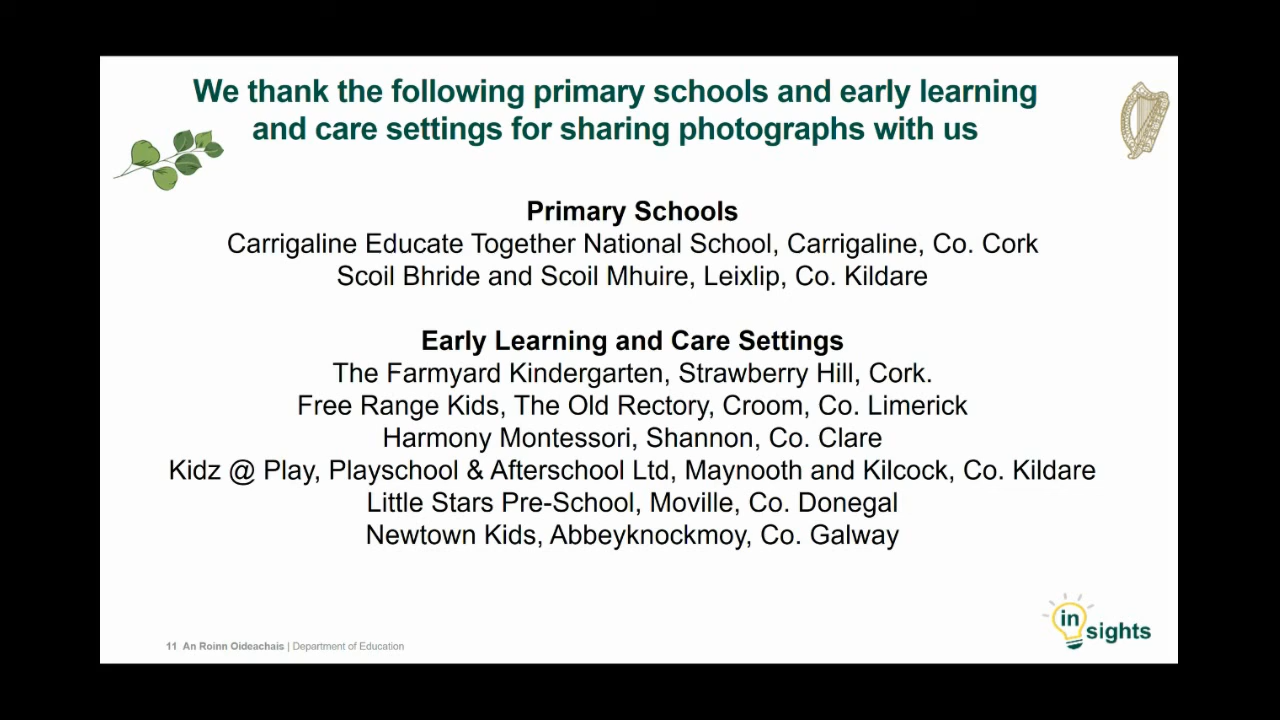 We thank the following primary schools and early learning
and care settings for sharing photographs with us
Primary Schools
Carrigaline Educate Together National School, Carrigaline, Co. Cork
Scoil Bhride and Scoil Mhuire, Leixlip, Co. Kildare
Early Learning and Care Settings
The Farmyard Kindergarten, Strawberry Hill, Cork.
Free Range Kids, The Old Rectory, Croom, Co. Limerick
Harmony Montessori, Shannon, Co. Clare
Kidz @ Play, Playschool & Afterschool Ltd, Maynooth and Kilcock, Co. Kildare
Little Stars Pre-School, Moville, Co. Donegal
Newtown Kids, Abbeyknockmoy, Co. Galway
in
sights
11 An Roinn Oideachais | Department of Education